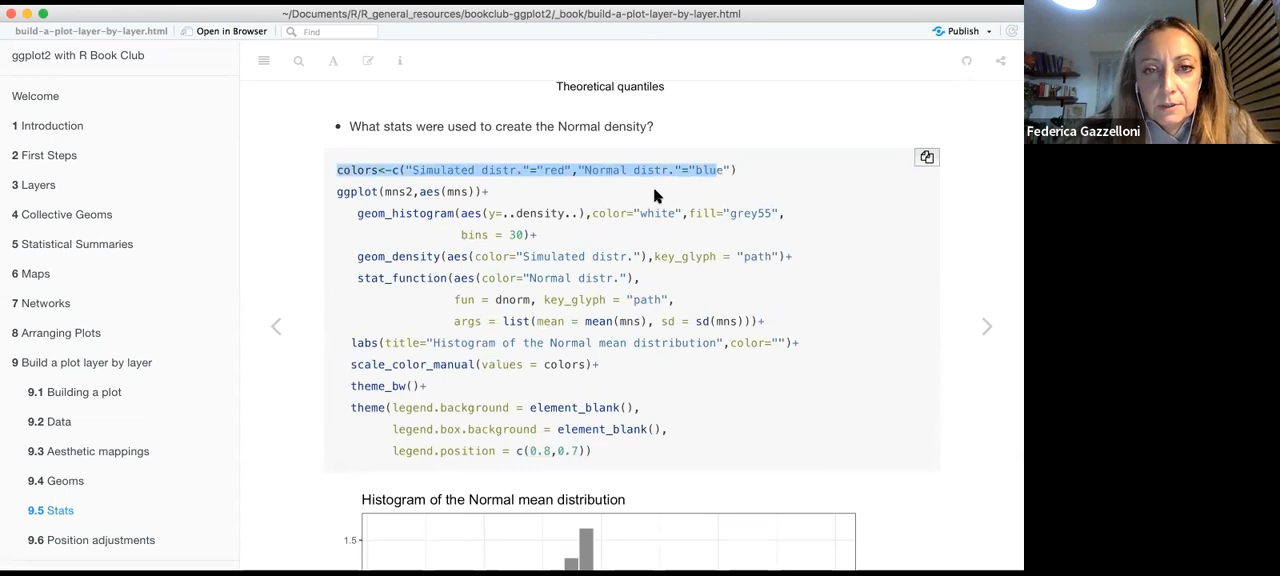 ~/Documents/R/R_general_resources/bookclub-ggplot2/_book/build-a-plot-layer-by-layer.html
build-a-plot-layer-by-layer.html Open in Browser Find Publish
ggplot2 with R Book Club
Welcome
1 Introduction
2 First Steps
3 Layers
4 Collective Geoms
5 Statistical Summaries
6 Maps
7 Networks
8 Arranging Plots
9 Build a plot layer by layer
9.1 Building a plot
9.2 Data
9.3 Aesthetic mappings
9.4 Geoms
9.5 Stats
9.6 Position adjustments
Theoretical quantiles
• What stats were used to create the Normal density?
colors<-c("Simulated distr."="red","Normal distr."="blue")
ggplot(mns2,aes(mns))+
geom_histogram(aes(y=..density..),color="white",fill="grey55",
bins = 30)+
geom_density(aes(color="Simulated distr."),key_glyph = "path")+
stat_function(aes(color="Normal distr."),
fun = dnorm, key_glyph = "path",
args = list(mean = mean(mns), sd = sd(mns)))+
labs(title="Histogram of the Normal mean distribution",color="")+
scale_color_manual(values = colors)+
theme_bw()+
theme(legend.background = element_blank(),
legend.box.background = element_blank(),
legend.position = c(0.8,0.7))
Histogram of the Normal mean distribution
1.5
Federica Gazzelloni